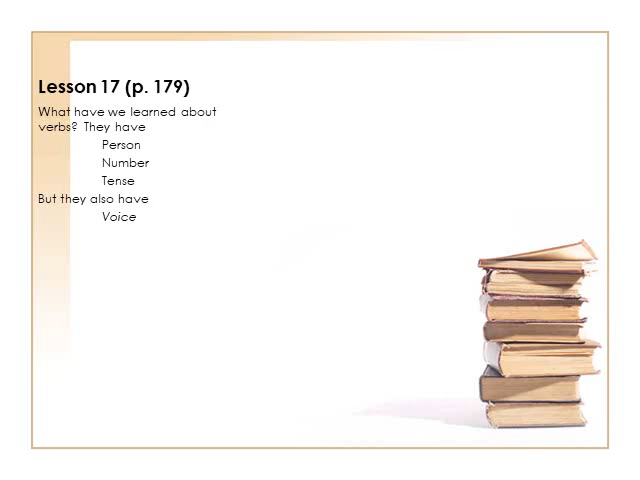 Lesson 17 (p. 179)
What have we learned about
verbs? They have
Person
Number
Tense
But they also have
Voice